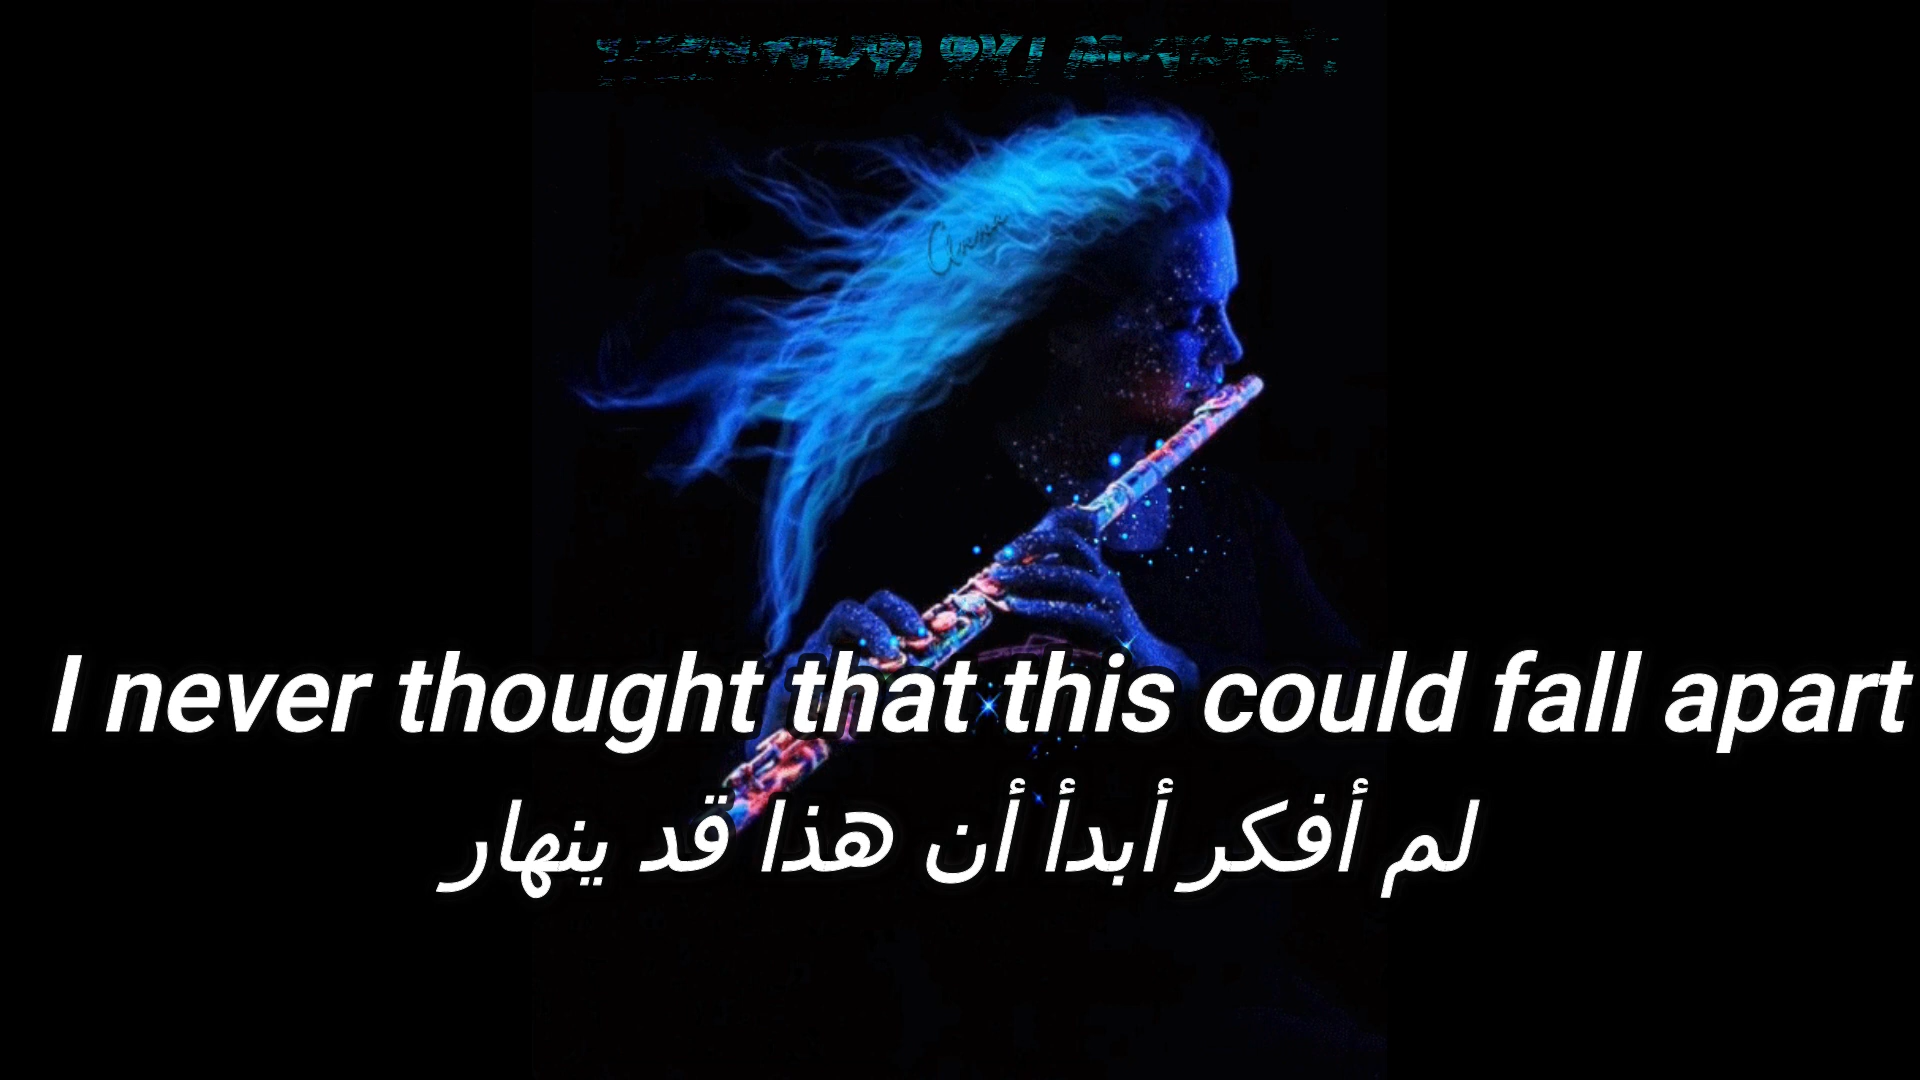 I never thought that this could fall apart
لم أفكر أبدأ أن هذا قد ينهار